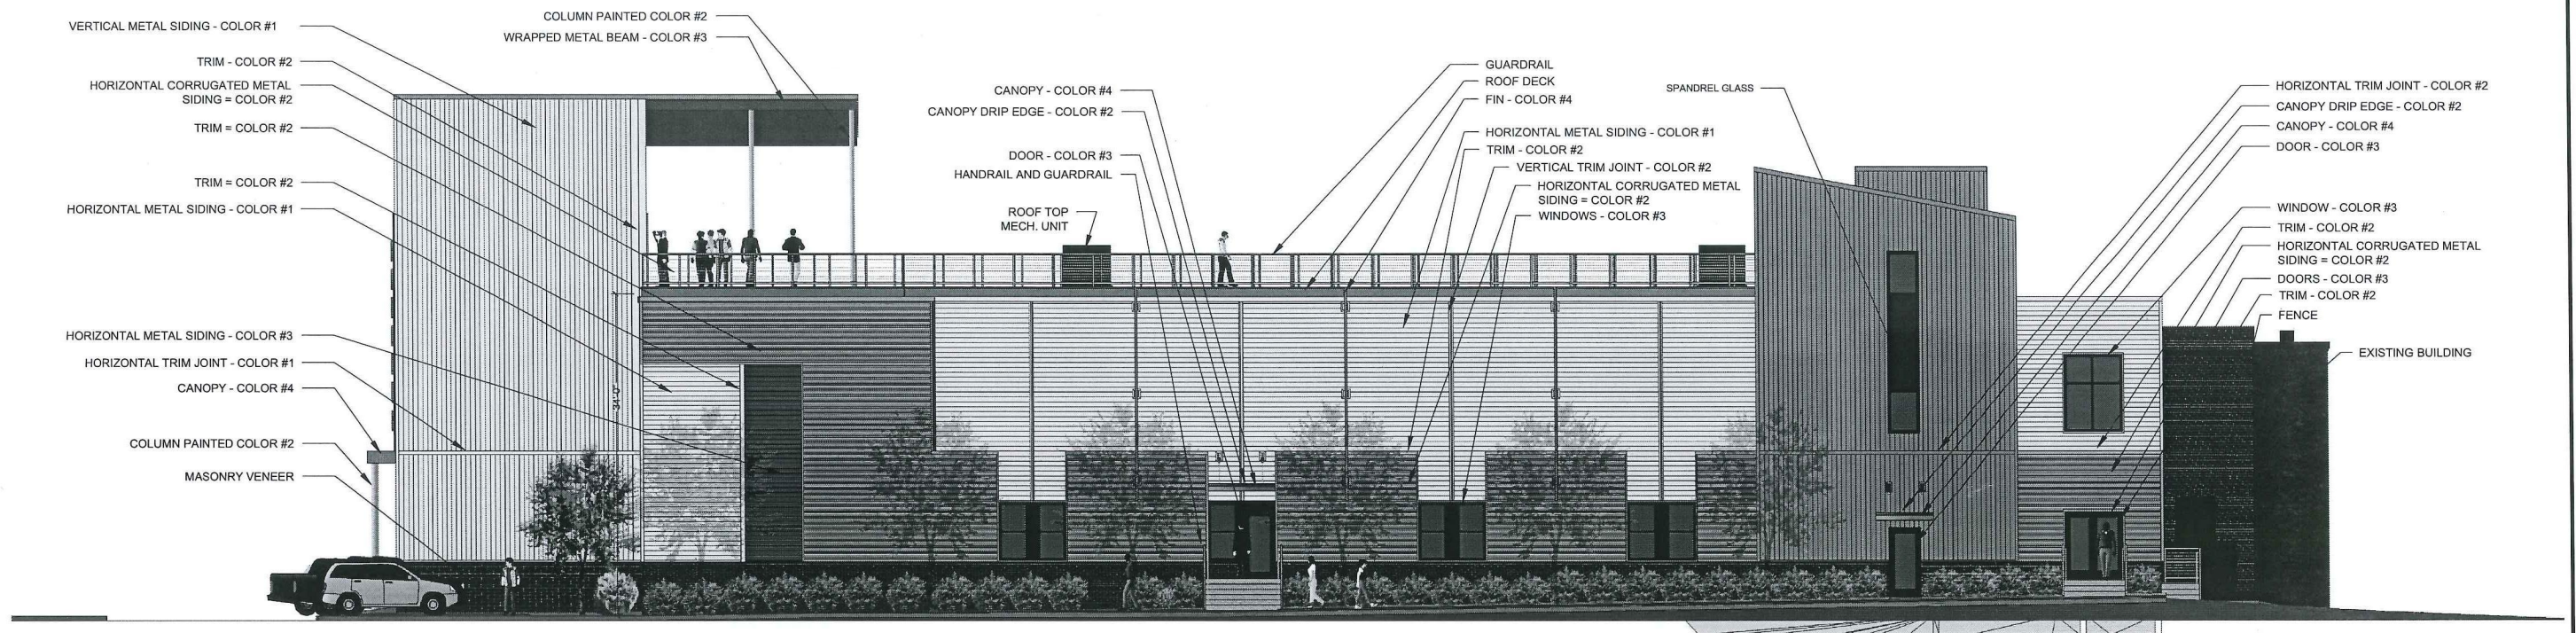 VERTICAL METAL SIDING - COLOR #1
TRIM - COLOR #2
HORIZONTAL CORRUGATED METAL
SIDING = COLOR #2
TRIM = COLOR #2
TRIM = COLOR #2
HORIZONTAL METAL SIDING - COLOR #1
HORIZONTAL METAL SIDING - COLOR #3
HORIZONTAL TRIM JOINT - COLOR #1
CANOPY - COLOR #4
COLUMN PAINTED COLOR #2
MASONRY VENEER
COLUMN PAINTED COLOR #2
WRAPPED METAL BEAM - COLOR #3
34'-0"
CANOPY - COLOR #4
CANOPY DRIP EDGE - COLOR #2
DOOR - COLOR #3
HANDRAIL AND GUARDRAIL
ROOF TOP
MECH. UNIT
GUARDRAIL
ROOF DECK
FIN - COLOR #4
HORIZONTAL METAL SIDING - COLOR #1
TRIM - COLOR #2
VERTICAL TRIM JOINT - COLOR #2
HORIZONTAL CORRUGATED METAL
SIDING = COLOR #2
WINDOWS - COLOR #3
SPANDREL GLASS
HORIZONTAL TRIM JOINT - COLOR #2
CANOPY DRIP EDGE - COLOR #2
CANOPY - COLOR #4
DOOR - COLOR #3
WINDOW - COLOR #3
TRIM - COLOR #2
HORIZONTAL CORRUGATED METAL
SIDING = COLOR #2
DOORS - COLOR #3
TRIM - COLOR #2
FENCE
EXISTING BUILDING